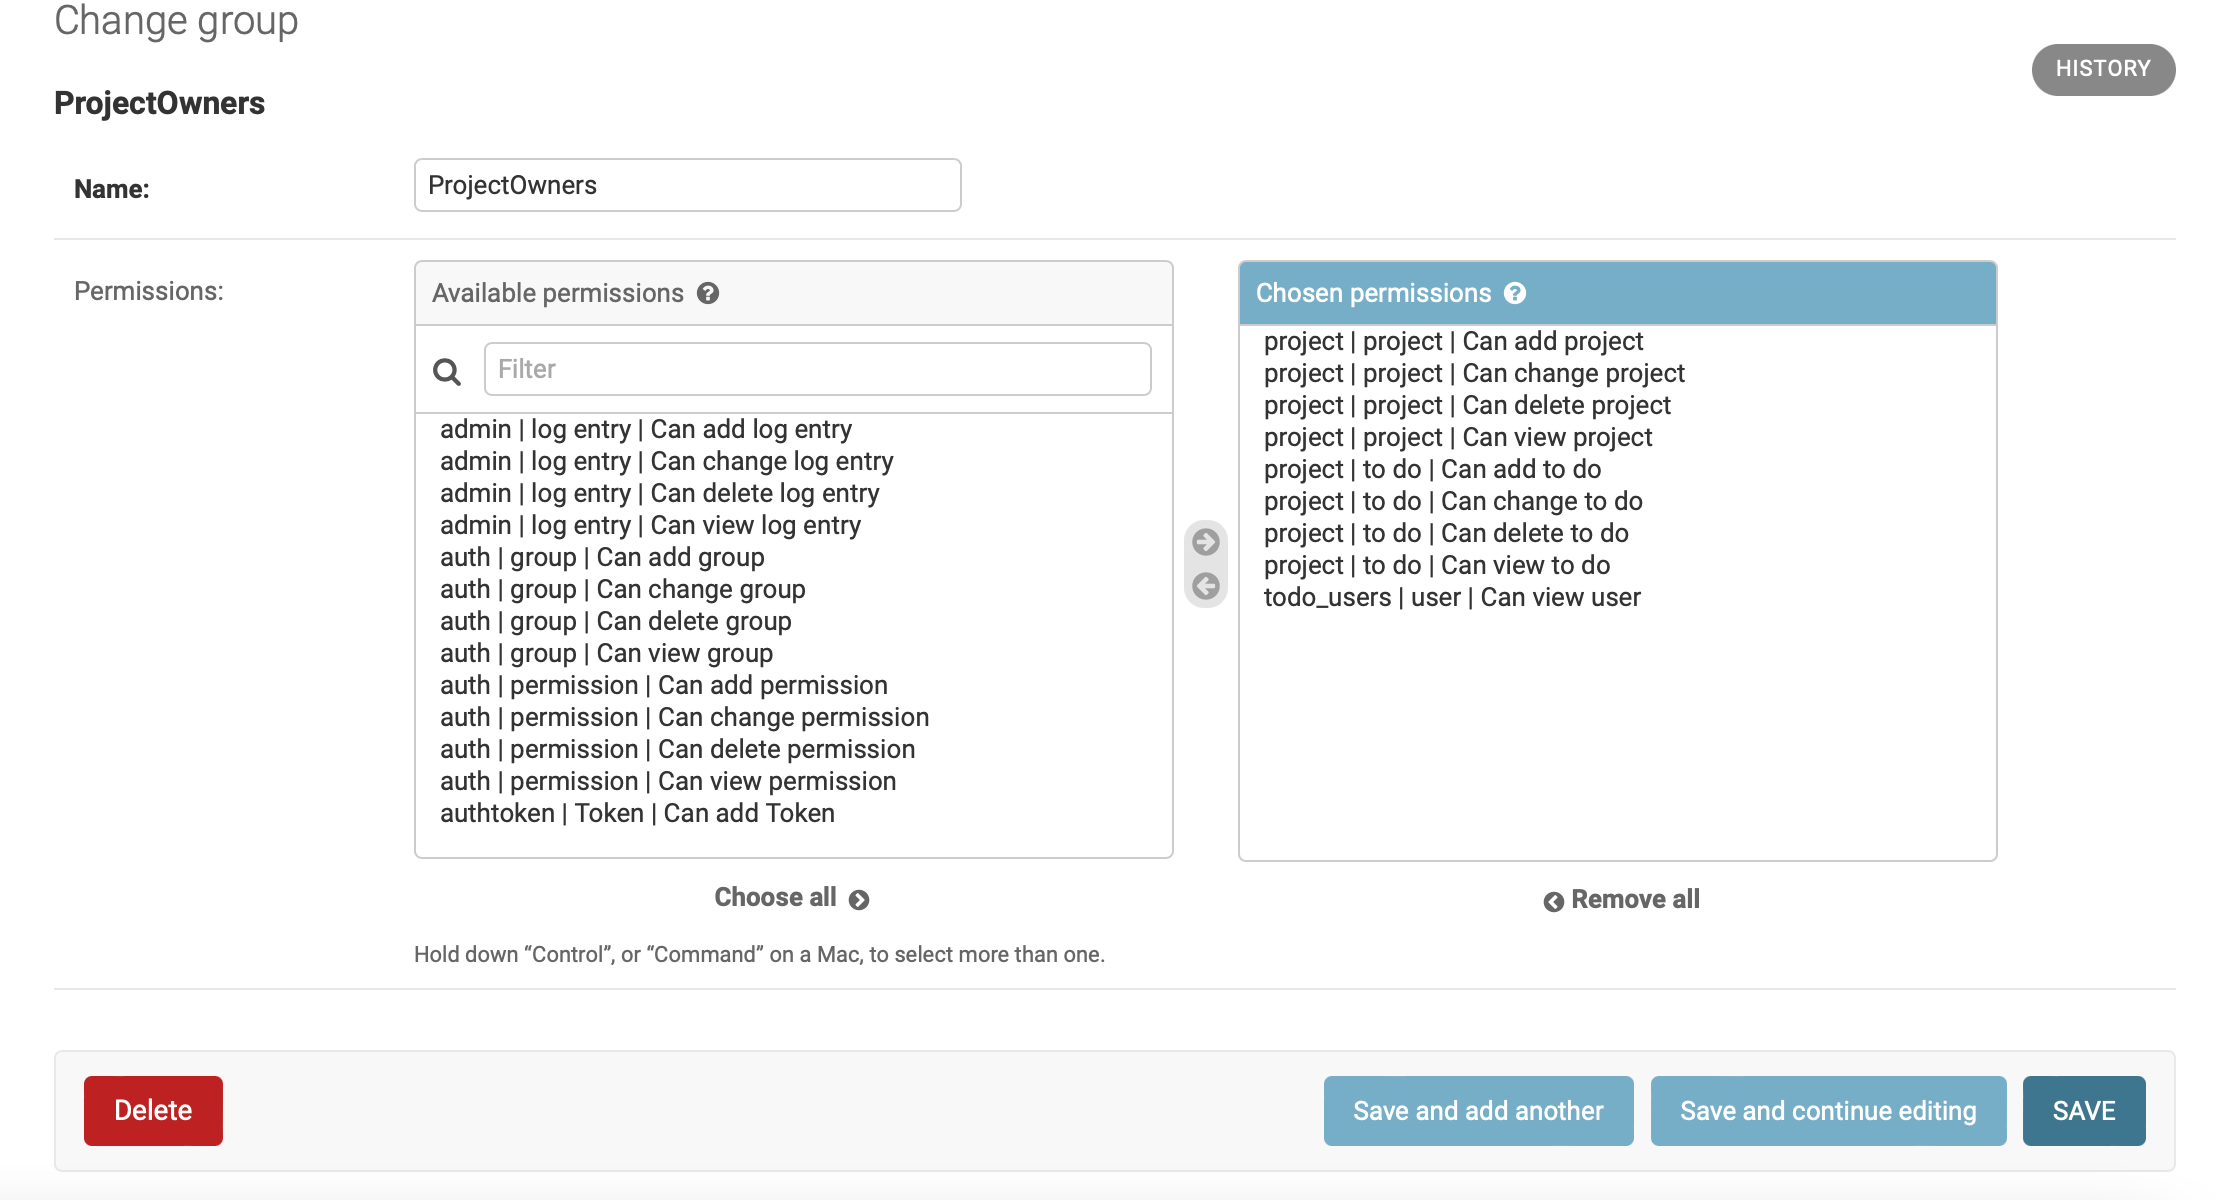 Change group
HISTORY
ProjectOwners
Name:
ProjectOwners
Permissions:
Available permissions ?
Filter
admin | log entry | Can add log entry
admin | log entry | Can change log entry
admin | log entry | Can delete log entry
admin | log entry | Can view log entry
auth | group | Can add group
auth | group | Can change group
auth | group | Can delete group
auth | group | Can view group
auth | permission | Can add permission
auth | permission | Can change permission
auth | permission | Can delete permission
auth | permission | Can view permission
authtoken | Token | Can add Token
Choose all
Hold down “Control”, or “Command” on a Mac, to select more than one.
Chosen permissions ?
project | project | Can add project
project | project | Can change project
project | project | Can delete project
project | project | Can view project
project | to do | Can add to do
project | to do | Can change to do
project | to do | Can delete to do
project | to do | Can view to do
todo_users | user | Can view user
Remove all
Delete
Save and add another
Save and continue editing
SAVE